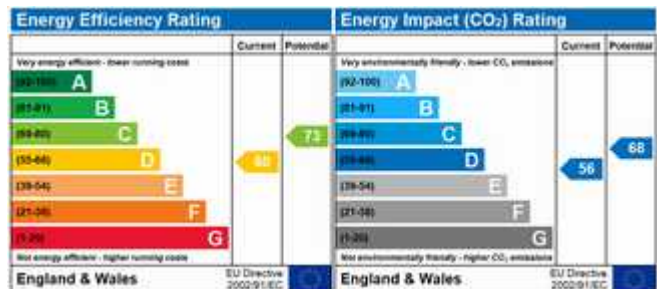 Energy Efficiency Rating
Current Potential
Very energy efficient - lower running costs
(92-100) A
(81-91) B
(69-80) C
(55-68) D
(39-54) E
(21-38) F
(1-20) G
60
73
Not energy efficient - higher running costs
England & Wales
EU Directive
2002/91/EC
Energy Impact (CO₂) Rating
Current Potential
Very environmentally friendly - lower CO₂ emissions
(92-100) A
(81-91) B
(69-80) C
(55-68) D
(39-54) E
(21-38) F
(1-20) G
56
68
Not environmentally friendly - higher CO₂ emissions
England & Wales
EU Directive
2002/91/EC